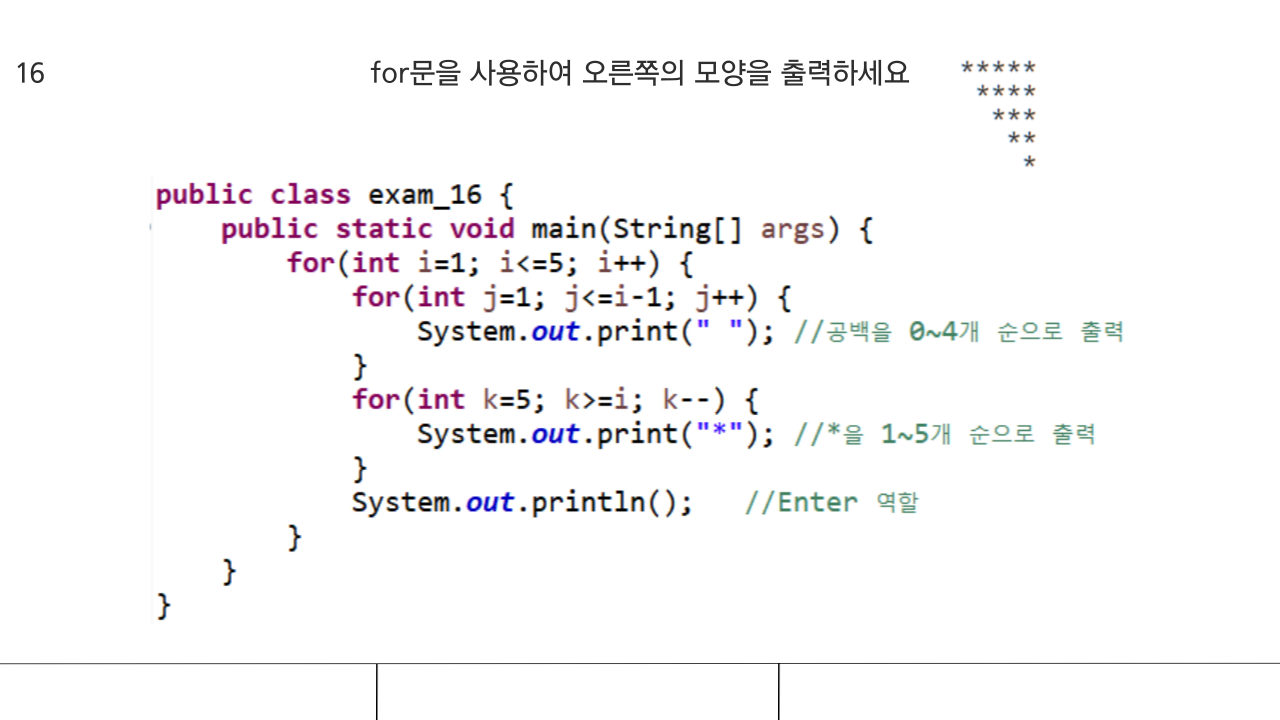 16
for문을 사용하여 오른쪽의 모양을 출력하세요
*****
****
***
**
*
public class exam_16 {
public static void main(String[] args) {
for(int i=1; i<=5; i++) {
for(int j=1; j<=i-1; j++) {
System.out.print(" "); //공백을 0~4개 순으로 출력
}
for(int k=5; k>=i; k--) {
System.out.print("*"); //*을 1~5개 순으로 출력
}
System.out.println(); //Enter 역할
}
}
}